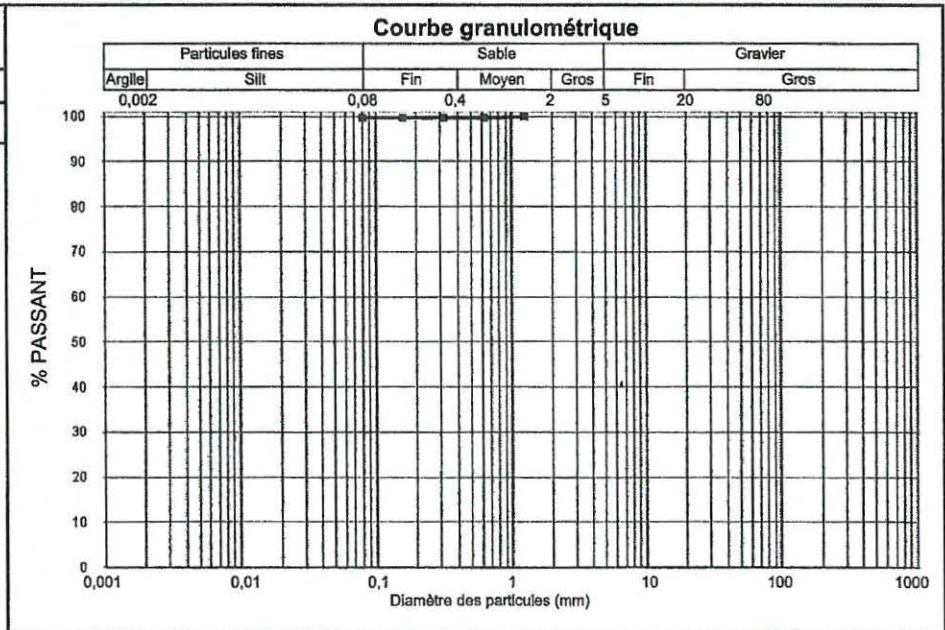 Courbe granulométrique
Particules fines Sable Gravier
Argile Silt Fin Moyen Gros Fin Gros
0,002 0,08 0,4 2 5 20 80
100
90
80
70
60
50
40
30
20
10
0
% PASSANT
0,001 0,01 0,1 1 10 100 1000
Diamètre des particules (mm)